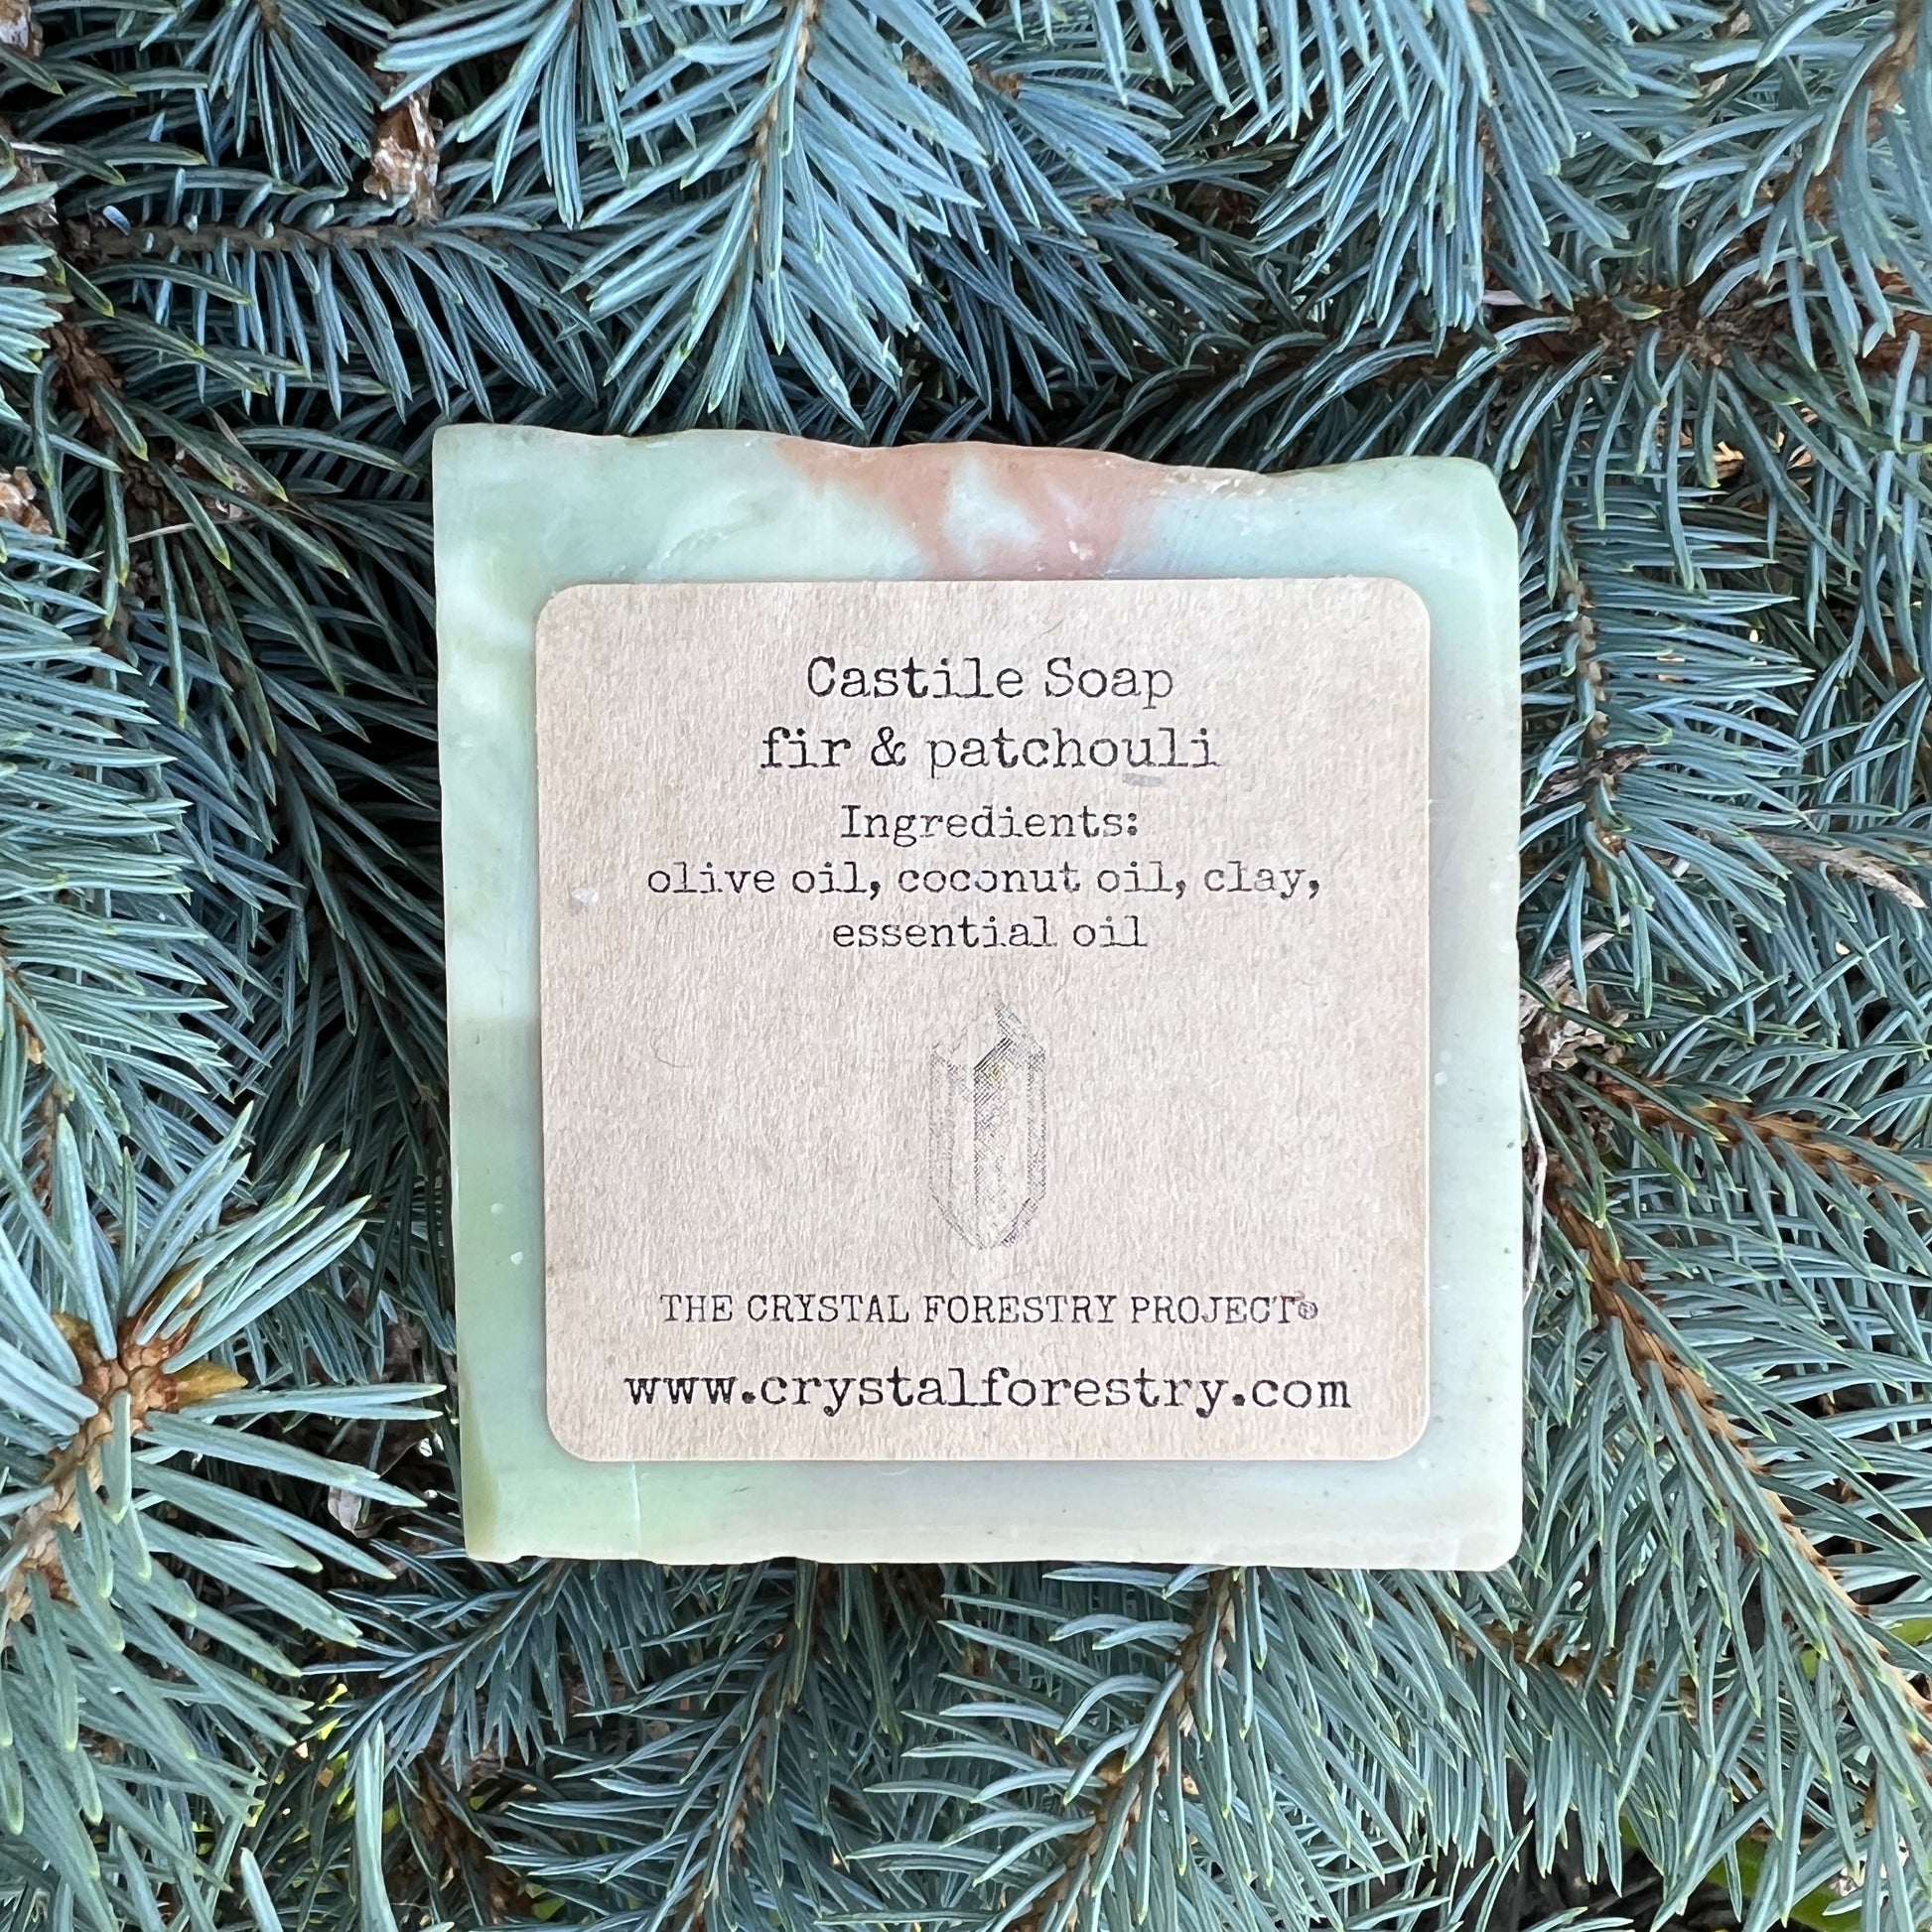 Castile Soap
fir & patchouli
Ingredients:
olive oil, coconut oil, clay,
essential oil
THE CRYSTAL FORESTRY PROJECT®
www.crystalforestry.com